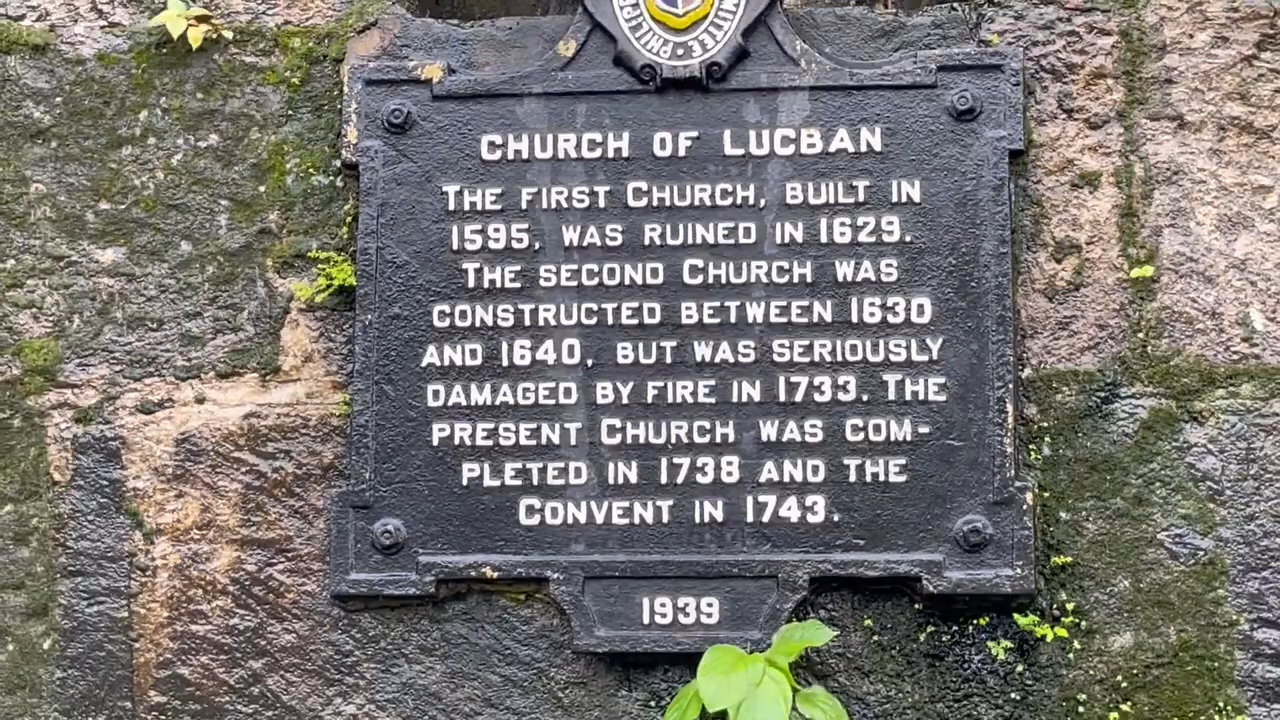 CHURCH OF LUCBAN
THE FIRST CHURCH, BUILT IN
1595, WAS RUINED IN 1629.
THE SECOND CHURCH WAS
CONSTRUCTED BETWEEN 1630
AND 1640, BUT WAS SERIOUSLY
DAMAGED BY FIRE IN 1733. THE
PRESENT CHURCH WAS COM-
PLETED IN 1738 AND THE
CONVENT IN 1743.
1939